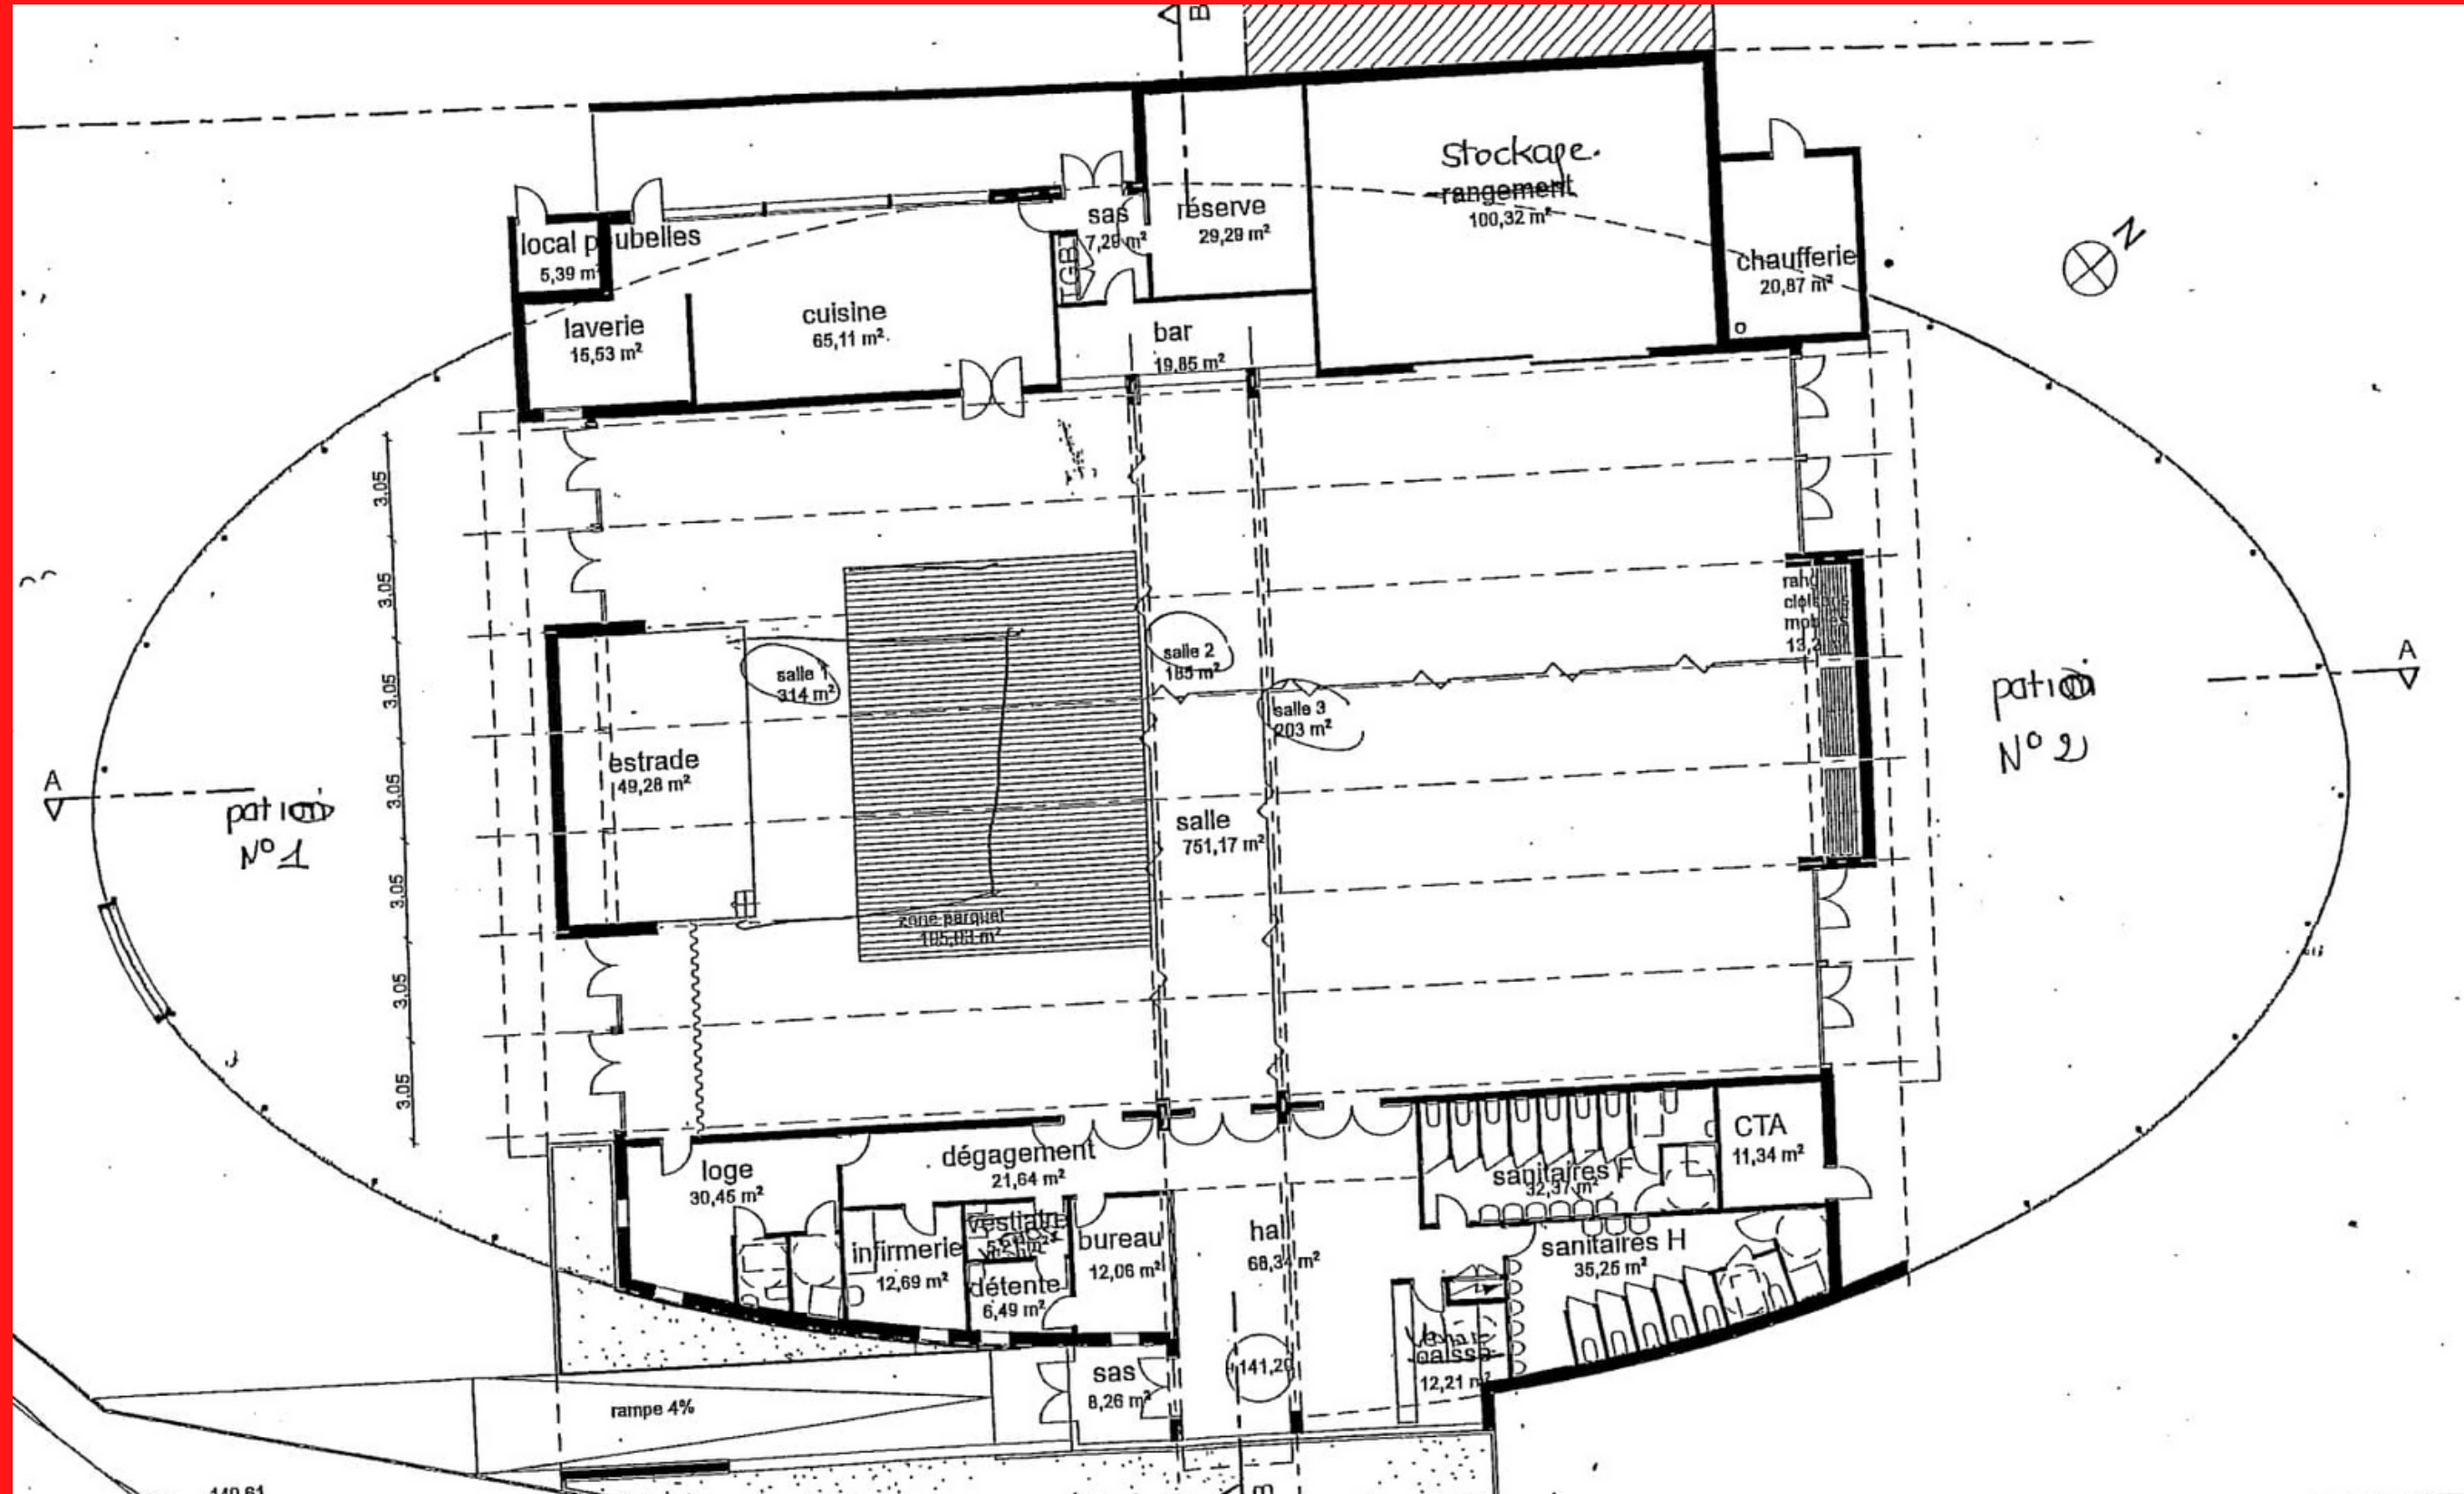 B
Stockage.
rangement
100,32 m²
N
sas
7,29 m²
réserve
29,29 m²
local poubelles
5,39 m²
TGB
chaufferie
20,87 m²
laverie
15,53 m²
cuisine
65,11 m²
bar
19,85 m²
3,05
3,05
3,05
3,05
3,05
3,05
3,05
salle 1
314 m²
salle 2
185 m²
salle 3
203 m²
13,2
A
A
patio
N° 2
estrade
49,28 m²
patio
N° 1
salle
751,17 m²
zone parquet
loge
30,45 m²
dégagement
21,64 m²
sanitaires F
32,37 m²
CTA
11,34 m²
infirmerie
12,69 m²
vestiaire
détente
6,49 m²
bureau
12,06 m²
hall
68,34 m²
sanitaires H
35,25 m²
sas
8,26 m²
141,20
12,21 m²
rampe 4%
140,61